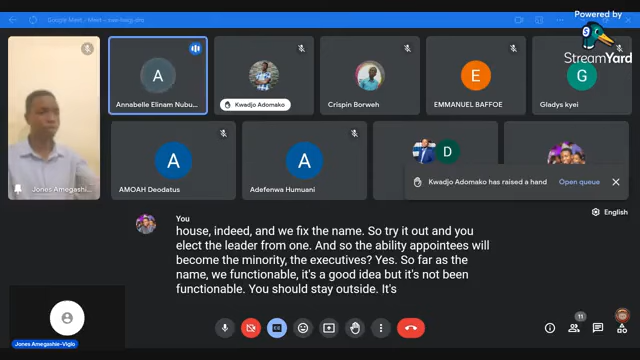 Google Meet / Meet - swe-hwgj-dns
Powered by
StreamYard
A
Annabelle Elinam Nubu...
Kwadjo Adomako
Crispin Borweh
E
EMMANUEL BAFFOE
G
Gladys kyei
Jones Amegashi...
A
AMOAH Deodatus
A
Adefenwa Humuani
D
Kwadjo Adomako has raised a hand
Open queue
English
You
house, indeed, and we fix the name. So try it out and you
elect the leader from one. And so the ability appointees will
become the minority, the executives? Yes. So far as the
name, we functionable, it's a good idea but it's not been
functionable. You should stay outside. It's
Jones Amegashie-Viglo
11